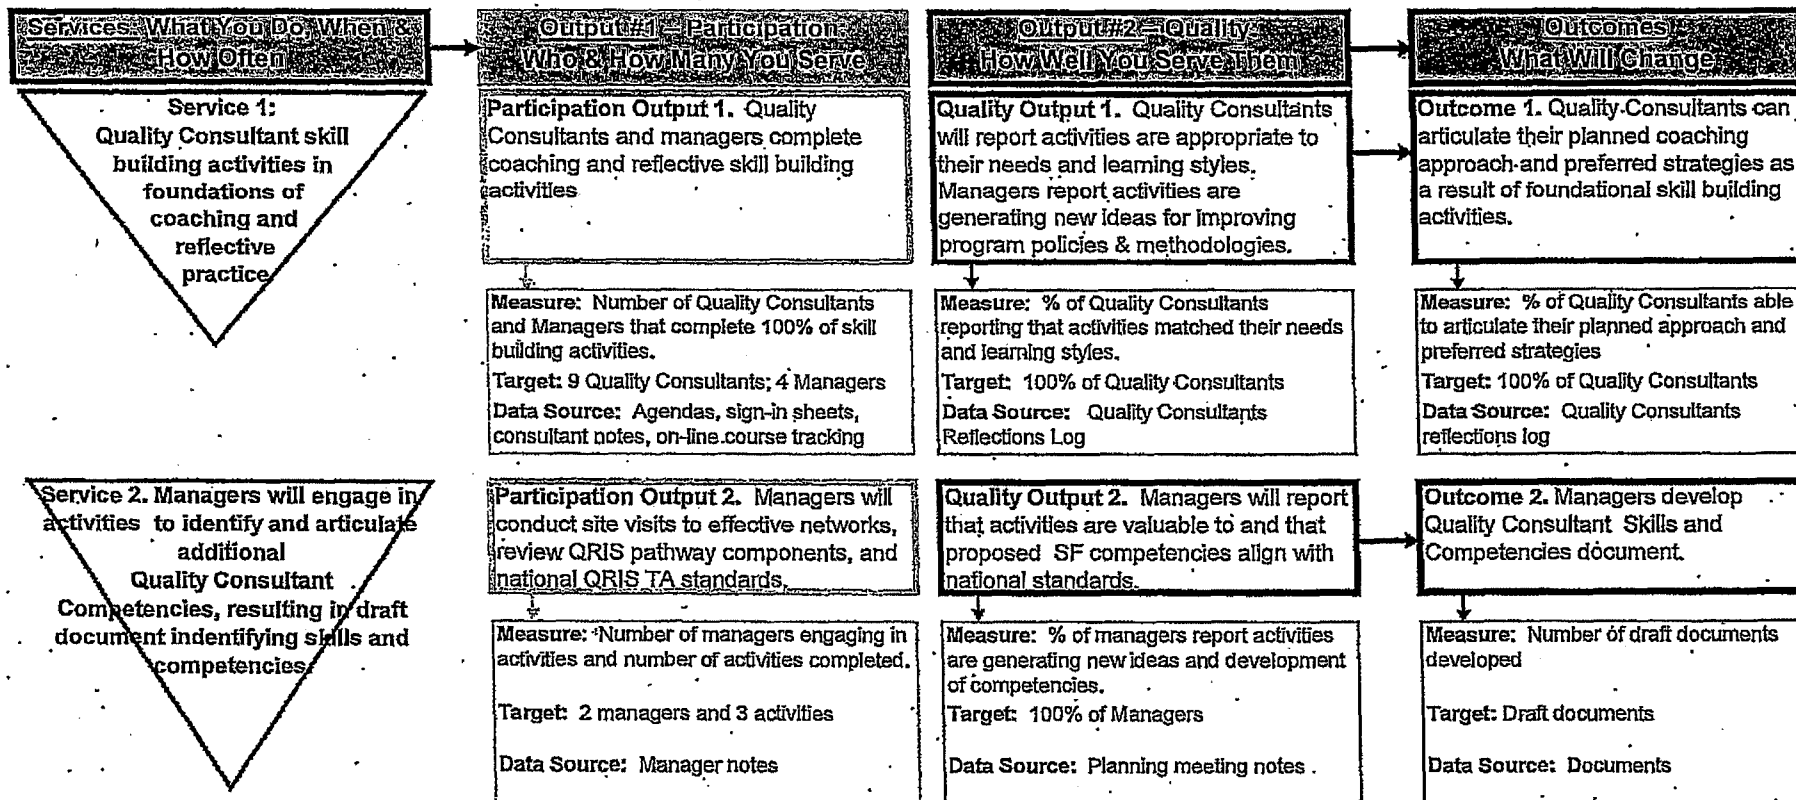 Services: What You Do, When &
How Often
Output #1 – Participation:
Who & How Many You Serve
Output #2 – Quality
How Well You Serve Them
Outcomes
What Will Change
Service 1:
Quality Consultant skill
building activities in
foundations of
coaching and
reflective
practice
Participation Output 1. Quality
Consultants and managers complete
coaching and reflective skill building
activities
Quality Output 1. Quality Consultants
will report activities are appropriate to
their needs and learning styles.
Managers report activities are
generating new ideas for improving
program policies & methodologies.
Outcome 1. Quality Consultants can
articulate their planned coaching
approach and preferred strategies as
a result of foundational skill building
activities.
Measure: Number of Quality Consultants
and Managers that complete 100% of skill
building activities.
Target: 9 Quality Consultants; 4 Managers
Data Source: Agendas, sign-in sheets,
consultant notes, on-line course tracking
Measure: % of Quality Consultants
reporting that activities matched their needs
and learning styles.
Target: 100% of Quality Consultants
Data Source: Quality Consultants
Reflections Log
Measure: % of Quality Consultants able
to articulate their planned approach and
preferred strategies
Target: 100% of Quality Consultants
Data Source: Quality Consultants
reflections log
Service 2. Managers will engage in
activities to identify and articulate
additional
Quality Consultant
Competencies, resulting in draft
document indentifying skills and
competencies
Participation Output 2. Managers will
conduct site visits to effective networks,
review QRIS pathway components, and
national QRIS TA standards.
Quality Output 2. Managers will report
that activities are valuable to and that
proposed SF competencies align with
national standards.
Outcome 2. Managers develop
Quality Consultant Skills and
Competencies document.
Measure: Number of managers engaging in
activities and number of activities completed.
Target: 2 managers and 3 activities
Data Source: Manager notes
Measure: % of managers report activities
are generating new ideas and development
of competencies.
Target: 100% of Managers
Data Source: Planning meeting notes
Measure: Number of draft documents
developed
Target: Draft documents
Data Source: Documents